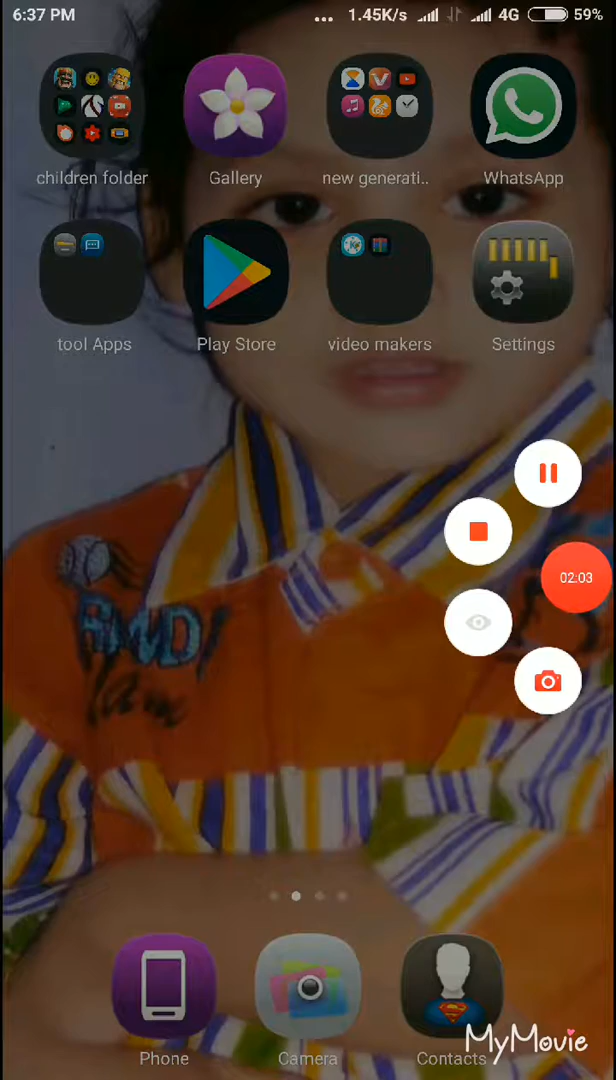 6:37 PM ... 1.45K/s 4G 59%
children folder Gallery new generati.. WhatsApp
tool Apps Play Store video makers Settings
02:03
Phone Camera Contacts
MyMovie